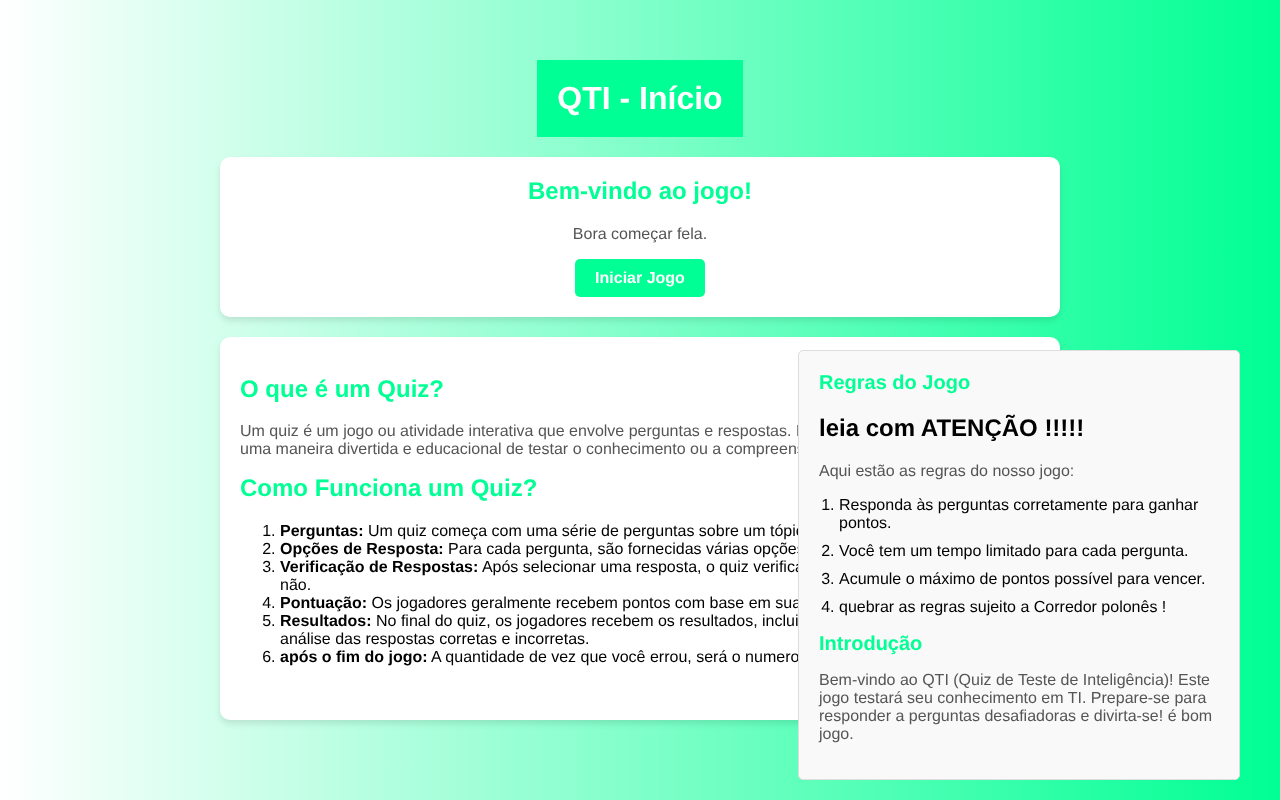 QTI - Início
Bem-vindo ao jogo!
Bora começar fela.
Iniciar Jogo
O que é um Quiz?
Um quiz é um jogo ou atividade interativa que envolve perguntas e respostas.
uma maneira divertida e educacional de testar o conhecimento ou a
Como Funciona um Quiz?
1. Perguntas: Um quiz começa com uma série de perguntas sobre um
2. Opções de Resposta: Para cada pergunta, são fornecidas várias
3. Verificação de Respostas: Após selecionar uma resposta, o quiz
não.
4. Pontuação: Os jogadores geralmente recebem pontos com base em
5. Resultados: No final do quiz, os jogadores recebem os resultados,
análise das respostas corretas e incorretas.
6. após o fim do jogo: A quantidade de vez que você errou, será o numero
Regras do Jogo
leia com ATENÇÃO !!!!!
Aqui estão as regras do nosso jogo:
1. Responda às perguntas corretamente para ganhar
pontos.
2. Você tem um tempo limitado para cada pergunta.
3. Acumule o máximo de pontos possível para vencer.
4. quebrar as regras sujeito a Corredor polonês !
Introdução
Bem-vindo ao QTI (Quiz de Teste de Inteligência)! Este
jogo testará seu conhecimento em TI. Prepare-se para
responder a perguntas desafiadoras e divirta-se! é bom
jogo.